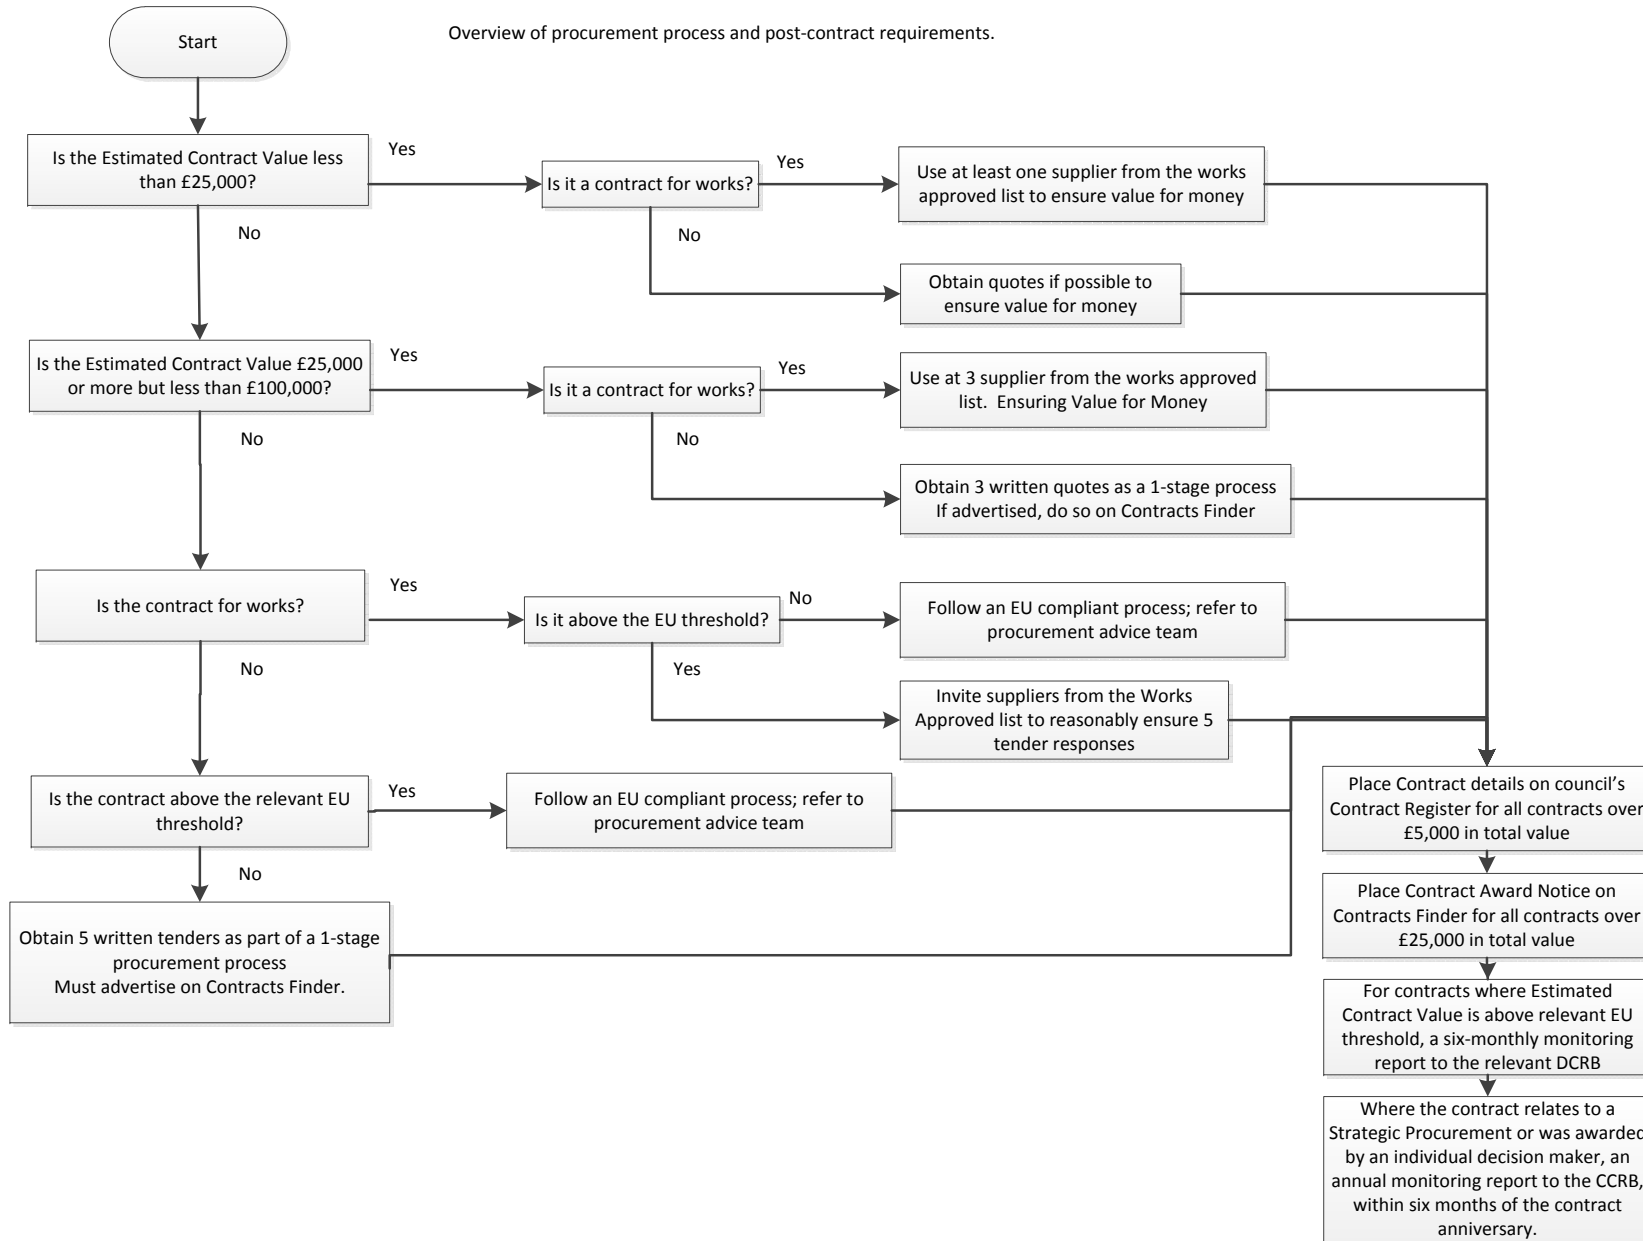 Start
Overview of procurement process and post-contract requirements.
Is the Estimated Contract Value less
than £25,000?
Yes
Is it a contract for works?
Yes
Use at least one supplier from the works
approved list to ensure value for money
No
No
Obtain quotes if possible to
ensure value for money
Is the Estimated Contract Value £25,000
or more but less than £100,000?
Yes
Is it a contract for works?
Yes
Use at 3 supplier from the works approved
list.  Ensuring Value for Money
No
No
Obtain 3 written quotes as a 1-stage process
If advertised, do so on Contracts Finder
Is the contract for works?
Yes
Is it above the EU threshold?
No
Follow an EU compliant process; refer to
procurement advice team
No
Yes
Invite suppliers from the Works
Approved list to reasonably ensure 5
tender responses
Is the contract above the relevant EU
threshold?
Yes
Follow an EU compliant process; refer to
procurement advice team
No
Obtain 5 written tenders as part of a 1-stage
procurement process
Must advertise on Contracts Finder.
Place Contract details on council’s
Contract Register for all contracts over
£5,000 in total value
Place Contract Award Notice on
Contracts Finder for all contracts over
£25,000 in total value
For contracts where Estimated
Contract Value is above relevant EU
threshold, a six-monthly monitoring
report to the relevant DCRB
Where the contract relates to a
Strategic Procurement or was awarded
by an individual decision maker, an
annual monitoring report to the CCRB,
within six months of the contract
anniversary.